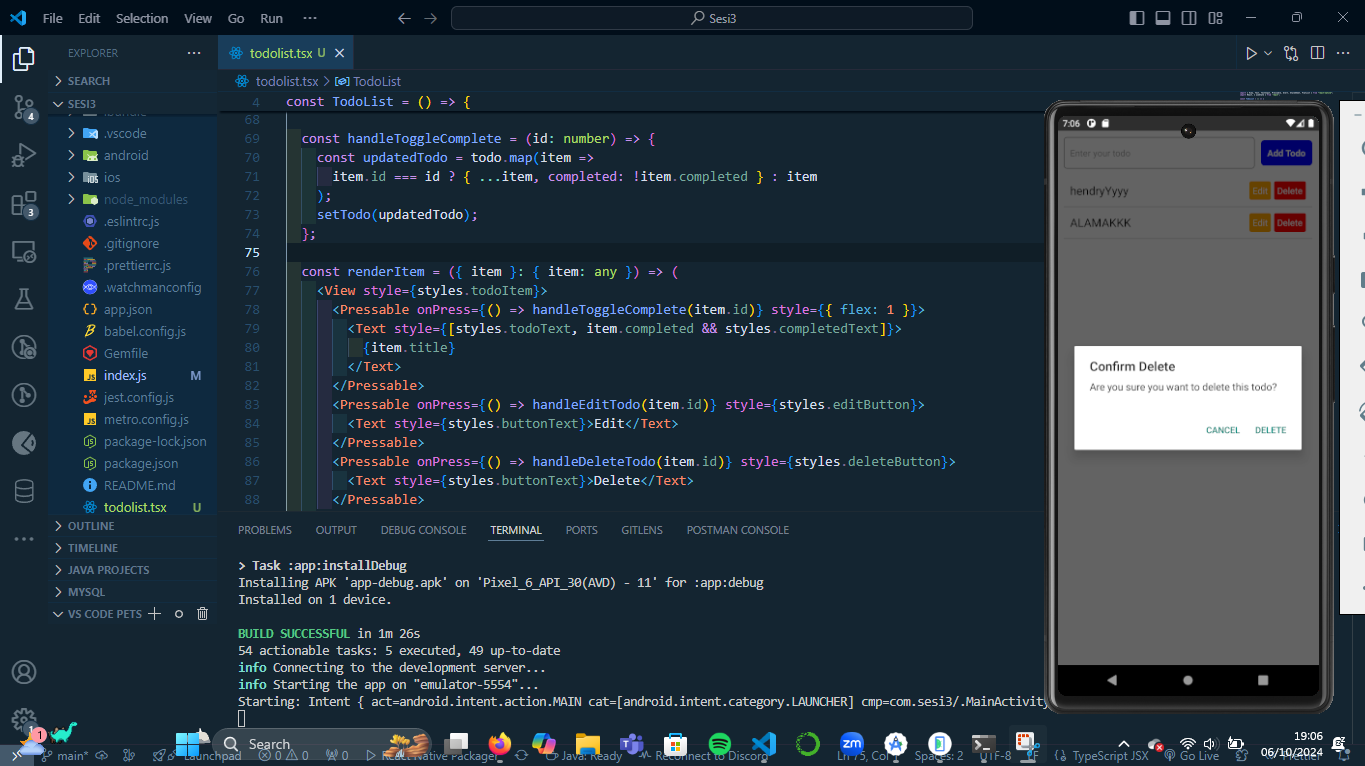 File Edit Selection View Go Run ··· Sesi3
EXPLORER ···
SEARCH
SESI3
.vscode
android
ios
node_modules
.eslintrc.js
.gitignore
.prettierrc.js
.watchmanconfig
app.json
babel.config.js
Gemfile
index.js M
jest.config.js
metro.config.js
package-lock.json
package.json
README.md
todolist.tsx U
OUTLINE
TIMELINE
JAVA PROJECTS
MYSQL
VS CODE PETS
4
3
1
todolist.tsx U
todolist.tsx > TodoList
4 const TodoList = () => {
68
69 const handleToggleComplete = (id: number) => {
70 const updatedTodo = todo.map(item =>
71 item.id === id ? { ...item, completed: !item.completed } : item
72 );
73 setTodo(updatedTodo);
74 };
75
76 const renderItem = ({ item }: { item: any }) => (
77 <View style={styles.todoItem}>
78 <Pressable onPress={() => handleToggleComplete(item.id)} style={{ flex: 1 }}>
79 <Text style={[styles.todoText, item.completed && styles.completedText]}>
80 {item.title}
81 </Text>
82 </Pressable>
83 <Pressable onPress={() => handleEditTodo(item.id)} style={styles.editButton}>
84 <Text style={styles.buttonText}>Edit</Text>
85 </Pressable>
86 <Pressable onPress={() => handleDeleteTodo(item.id)} style={styles.deleteButton}>
87 <Text style={styles.buttonText}>Delete</Text>
88 </Pressable>
PROBLEMS OUTPUT DEBUG CONSOLE TERMINAL PORTS GITLENS POSTMAN CONSOLE
> Task :app:installDebug
Installing APK 'app-debug.apk' on 'Pixel_6_API_30(AVD) - 11' for :app:debug
Installed on 1 device.
BUILD SUCCESSFUL in 1m 26s
54 actionable tasks: 5 executed, 49 up-to-date
info Connecting to the development server...
info Starting the app on "emulator-5554"...
Starting: Intent { act=android.intent.action.MAIN cat=[android.intent.category.LAUNCHER] cmp=com.sesi3/.MainActivity
7:06
Enter your todo Add Todo
hendryYyyy Edit Delete
ALAMAKKK Edit Delete
Confirm Delete
Are you sure you want to delete this todo?
CANCEL DELETE
1
Search
zm
19:06
06/10/2024
main* Launchpad 0 0 0 React Native Packager Java: Ready Reconnect to Discord Ln 75, Col Spaces: 2 UTF-8 TypeScript JSX Go Live Prettier